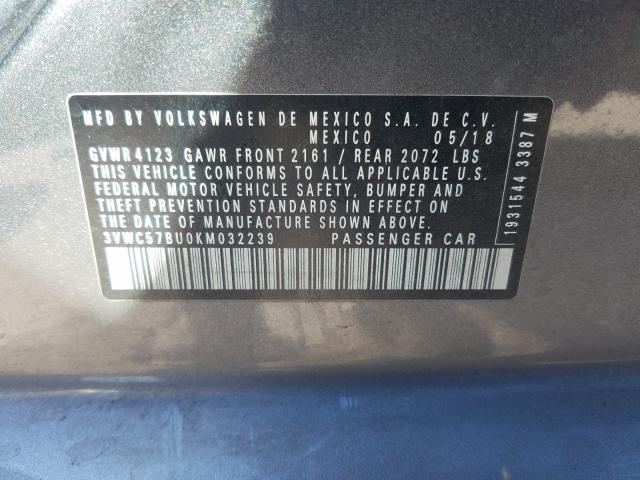 MFD BY VOLKSWAGEN DE MEXICO S.A. DE C.V.
MEXICO 05/18
GVWR 4123 GAWR FRONT 2161 / REAR 2072 LBS
THIS VEHICLE CONFORMS TO ALL APPLICABLE U.S.
FEDERAL MOTOR VEHICLE SAFETY, BUMPER AND
THEFT PREVENTION STANDARDS IN EFFECT ON
THE DATE OF MANUFACTURE SHOWN ABOVE.
3VWC57BU0KM032239 PASSENGER CAR
1931544 3387 M